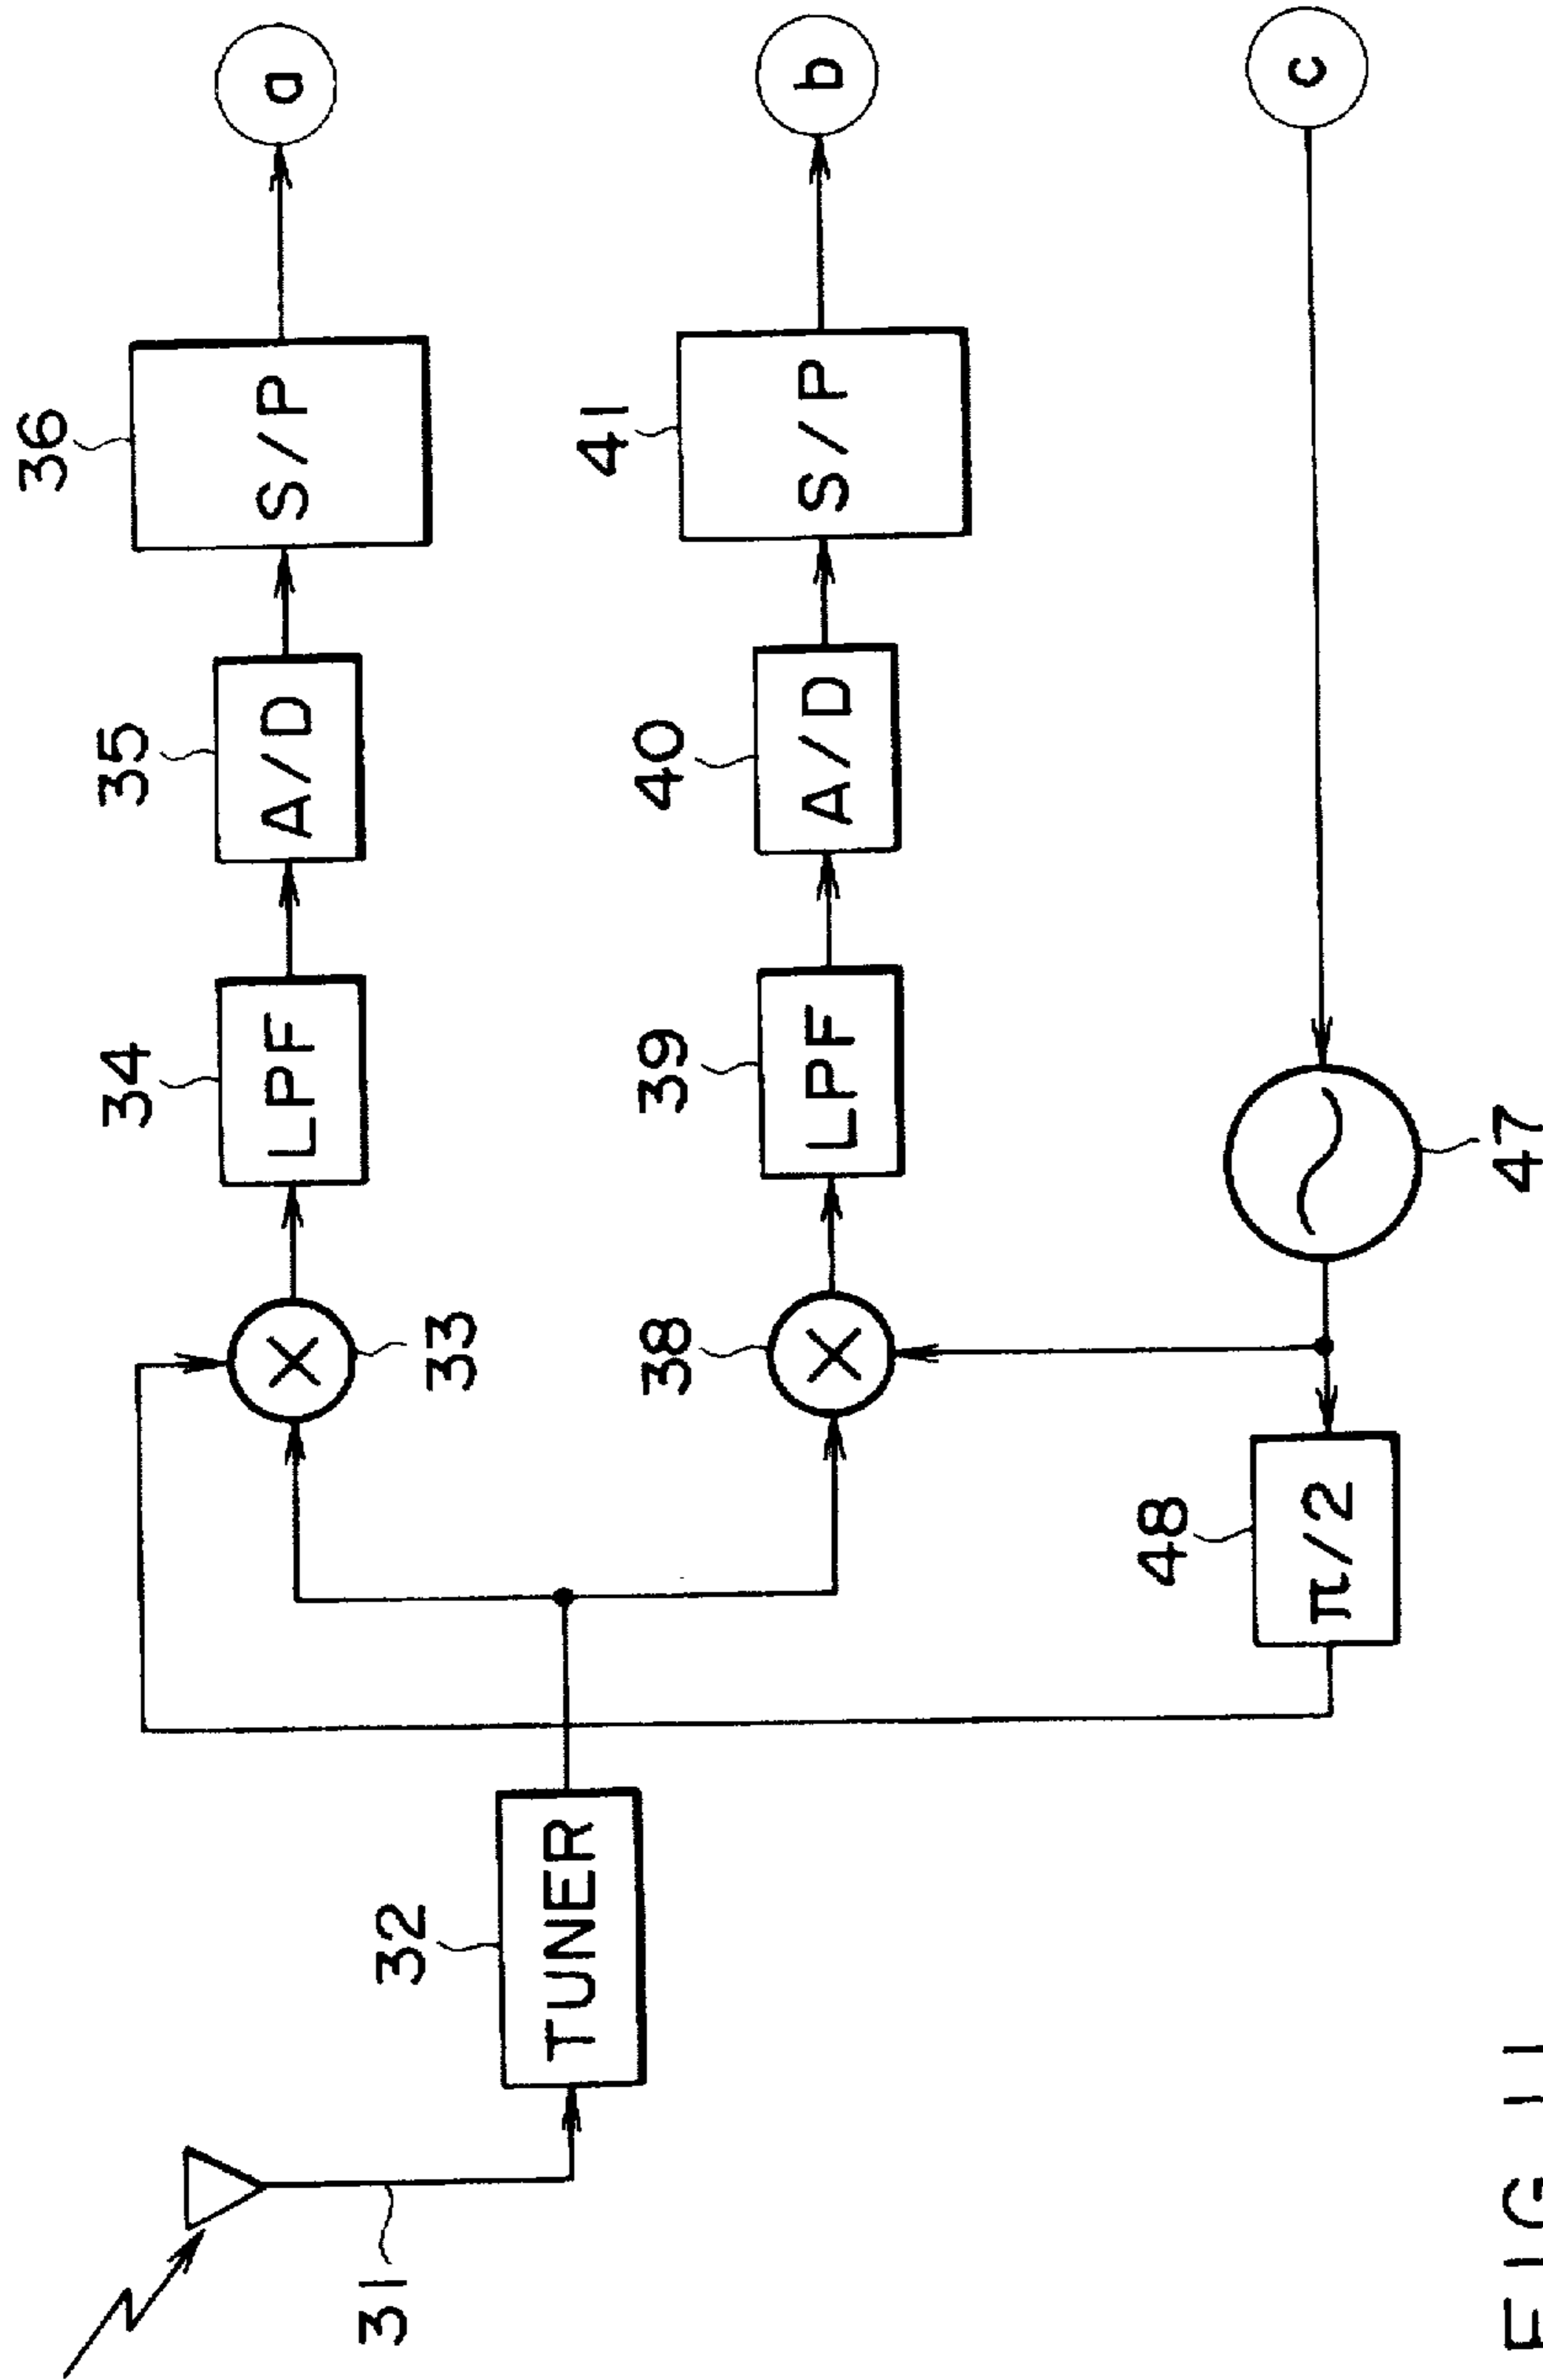 36
S/P
a
35
A/D
34
LPF
33
X
41
S/P
b
40
A/D
39
LPF
38
X
c
47
48
π/2
32
TUNER
31
FIG. 11